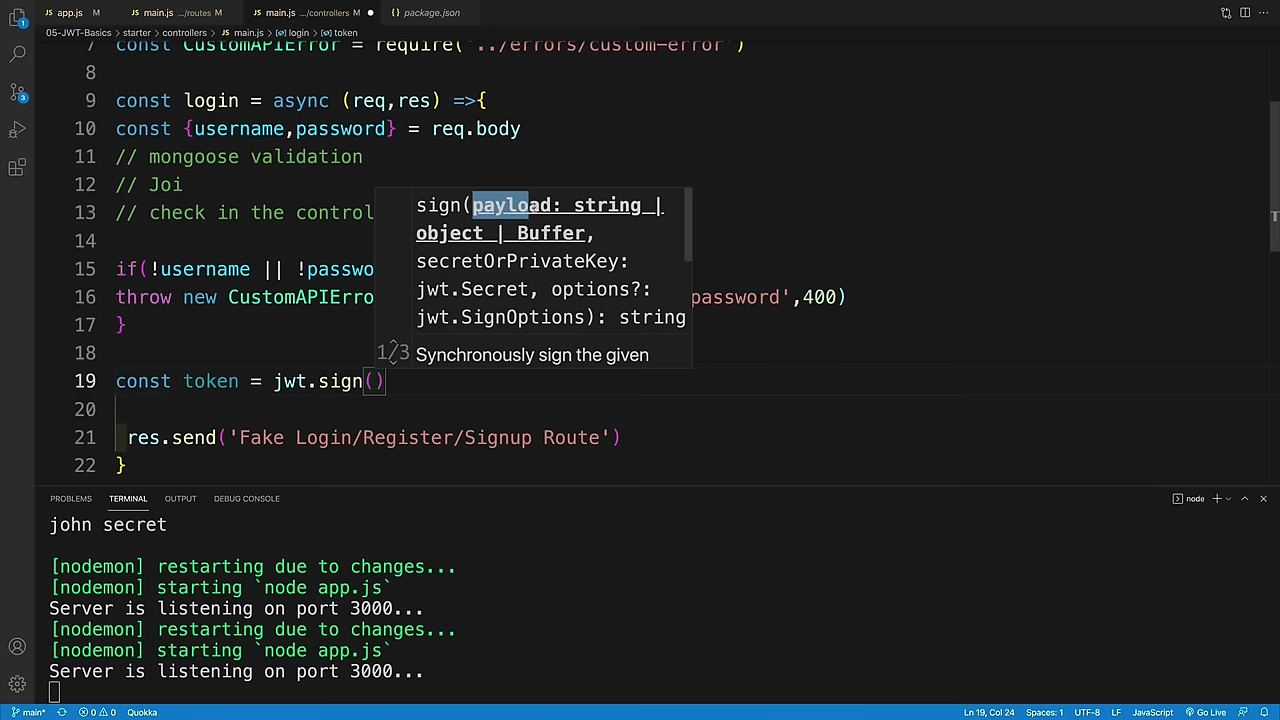 app.js M main.js .../routes M main.js .../controllers M package.json
05-JWT-Basics > starter > controllers > main.js > login > token
7 const CustomAPIError = require('../errors/custom-error')
8
9 const login = async (req,res) =>{
10 const {username,password} = req.body
11 // mongoose validation
12 // Joi
13 // check in the control
14
15 if(!username || !passwo
16 throw new CustomAPIErro password',400)
17 }
18
19 const token = jwt.sign()
20
21 res.send('Fake Login/Register/Signup Route')
22 }
sign(payload: string |
object | Buffer,
secretOrPrivateKey:
jwt.Secret, options?:
jwt.SignOptions): string
1/3 Synchronously sign the given
PROBLEMS TERMINAL OUTPUT DEBUG CONSOLE node
john secret
[nodemon] restarting due to changes...
[nodemon] starting `node app.js`
Server is listening on port 3000...
[nodemon] restarting due to changes...
[nodemon] starting `node app.js`
Server is listening on port 3000...
main* 0 0 Quokka Ln 19, Col 24 Spaces: 1 UTF-8 LF JavaScript Go Live